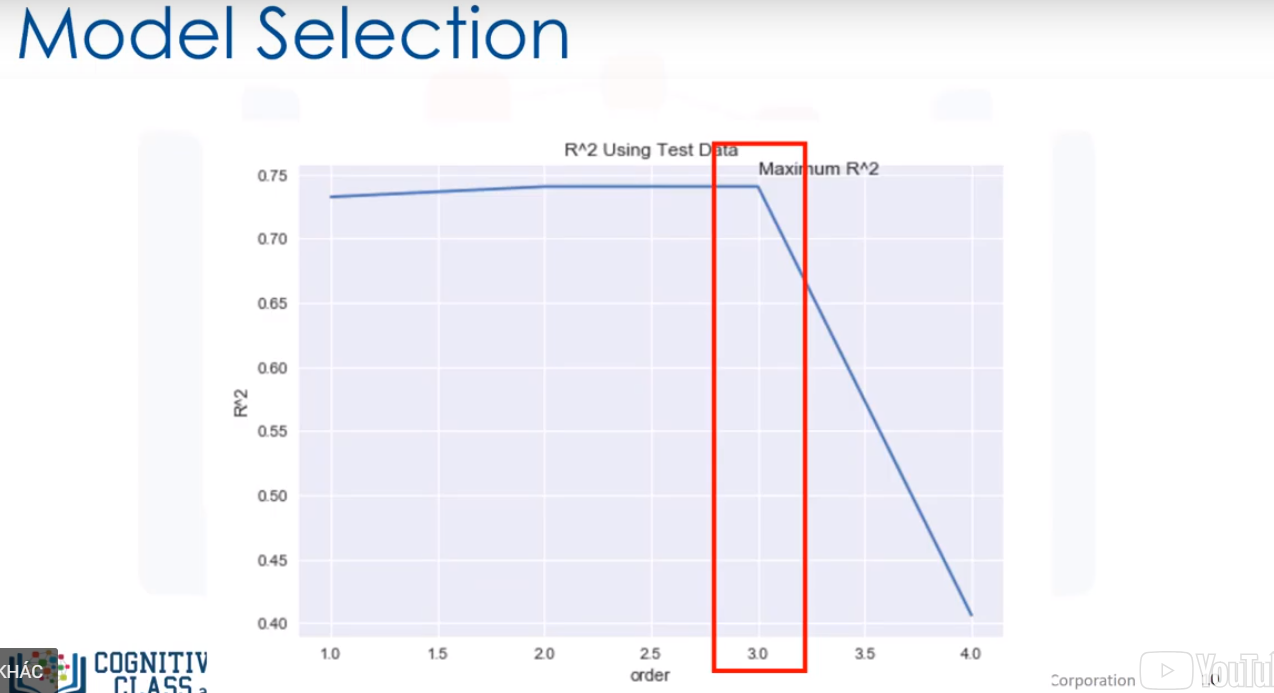 Model Selection
R^2 Using Test Data
Maximum R^2
0.75
0.70
0.65
0.60
0.55
0.50
0.45
0.40
R^2
1.0 1.5 2.0 2.5 3.0 3.5 4.0
order
KHÁC
COGNITIV
CLASS.
Corporation
YouTu